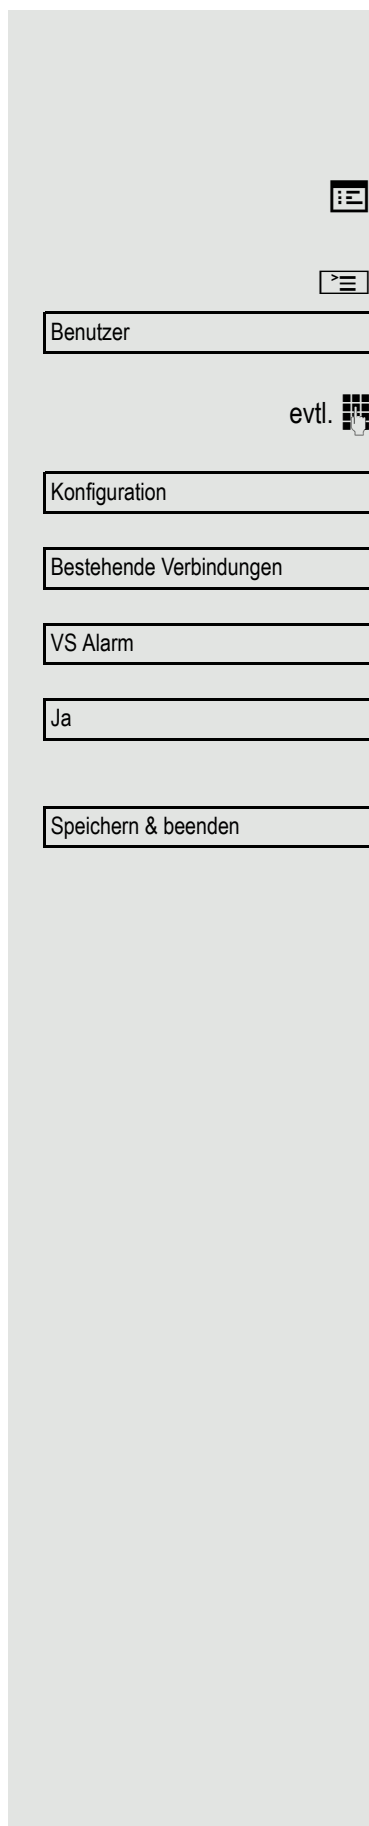 Benutzer
evtl.
Konfiguration
Bestehende Verbindungen
VS Alarm
Ja
Speichern & beenden